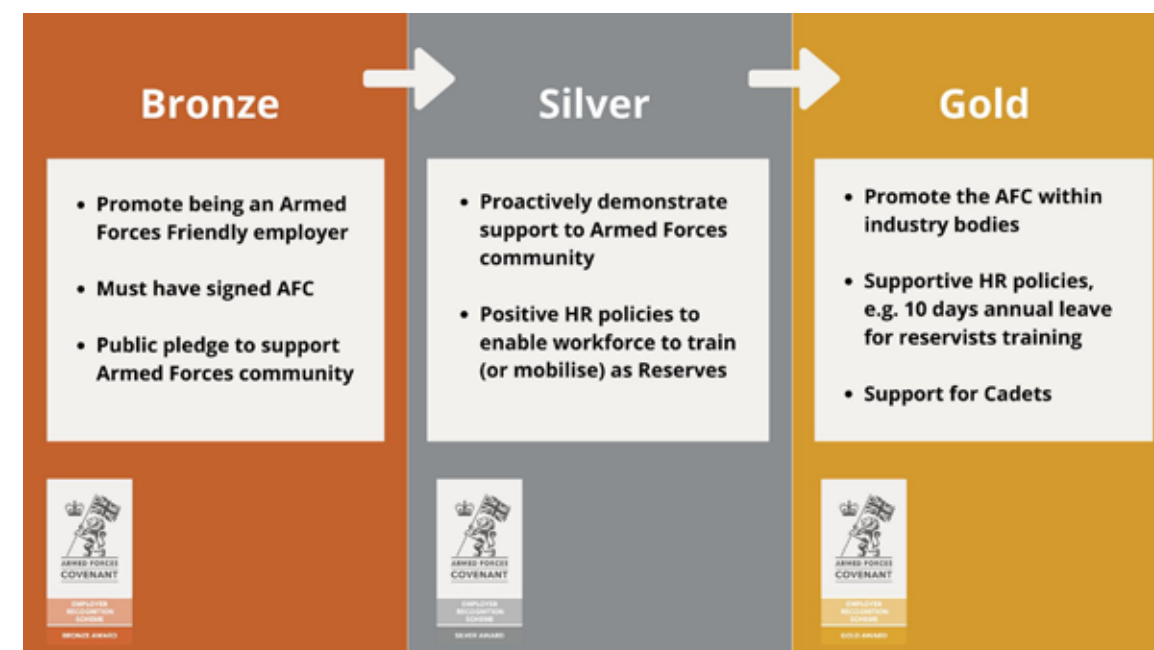 Bronze
• Promote being an Armed
Forces Friendly employer
• Must have signed AFC
• Public pledge to support
Armed Forces community
ARMED FORCES
COVENANT
EMPLOYER
RECOGNITION
SCHEME
BRONZE AWARD
Silver
• Proactively demonstrate
support to Armed Forces
community
• Positive HR policies to
enable workforce to train
(or mobilise) as Reserves
ARMED FORCES
COVENANT
EMPLOYER
RECOGNITION
SCHEME
SILVER AWARD
Gold
• Promote the AFC within
industry bodies
• Supportive HR policies,
e.g. 10 days annual leave
for reservists training
• Support for Cadets
ARMED FORCES
COVENANT
EMPLOYER
RECOGNITION
SCHEME
GOLD AWARD